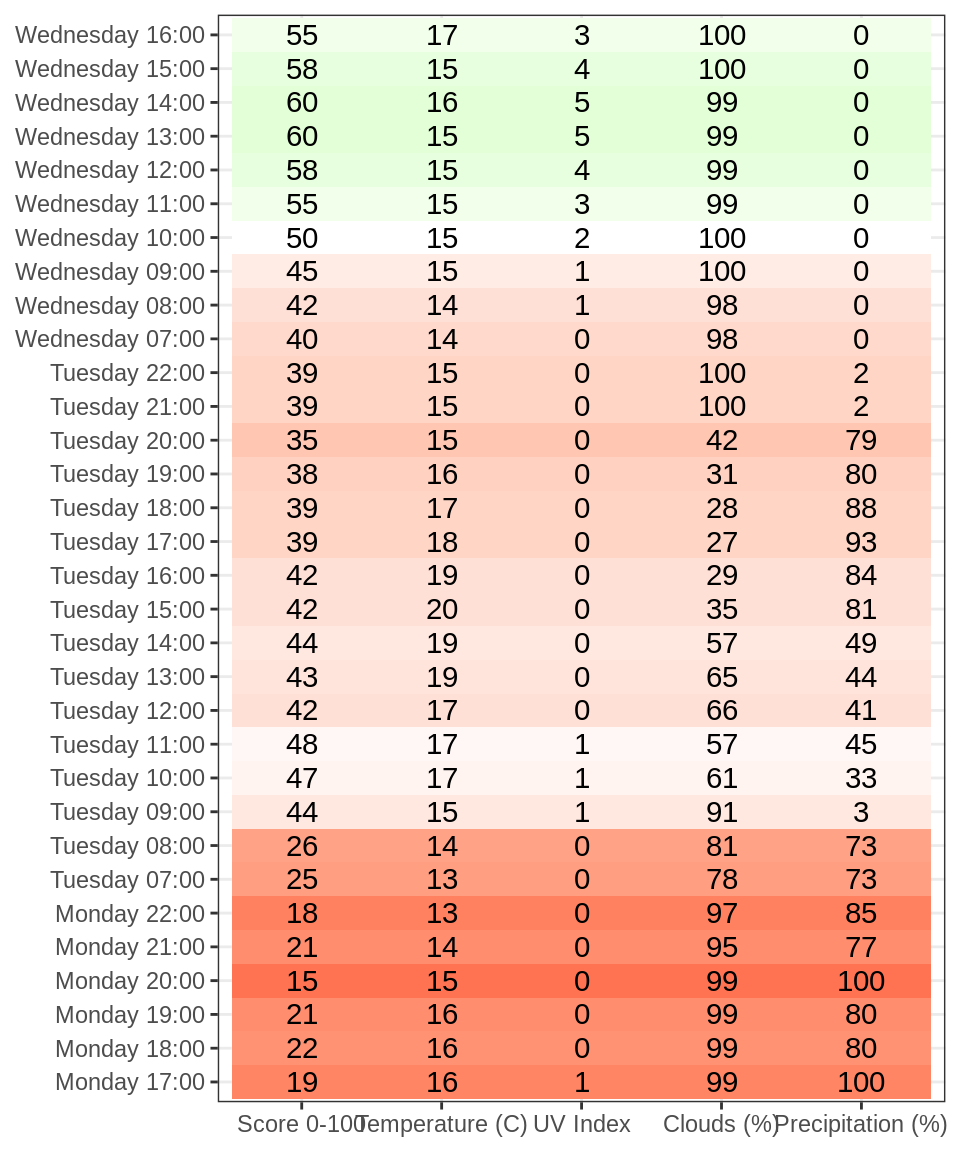 Wednesday 16:00 55 17 3 100 0
Wednesday 15:00 58 15 4 100 0
Wednesday 14:00 60 16 5 99 0
Wednesday 13:00 60 15 5 99 0
Wednesday 12:00 58 15 4 99 0
Wednesday 11:00 55 15 3 99 0
Wednesday 10:00 50 15 2 100 0
Wednesday 09:00 45 15 1 100 0
Wednesday 08:00 42 14 1 98 0
Wednesday 07:00 40 14 0 98 0
Tuesday 22:00 39 15 0 100 2
Tuesday 21:00 39 15 0 100 2
Tuesday 20:00 35 15 0 42 79
Tuesday 19:00 38 16 0 31 80
Tuesday 18:00 39 17 0 28 88
Tuesday 17:00 39 18 0 27 93
Tuesday 16:00 42 19 0 29 84
Tuesday 15:00 42 20 0 35 81
Tuesday 14:00 44 19 0 57 49
Tuesday 13:00 43 19 0 65 44
Tuesday 12:00 42 17 0 66 41
Tuesday 11:00 48 17 1 57 45
Tuesday 10:00 47 17 1 61 33
Tuesday 09:00 44 15 1 91 3
Tuesday 08:00 26 14 0 81 73
Tuesday 07:00 25 13 0 78 73
Monday 22:00 18 13 0 97 85
Monday 21:00 21 14 0 95 77
Monday 20:00 15 15 0 99 100
Monday 19:00 21 16 0 99 80
Monday 18:00 22 16 0 99 80
Monday 17:00 19 16 1 99 100
Score 0-100 Temperature (C) UV Index Clouds (%) Precipitation (%)